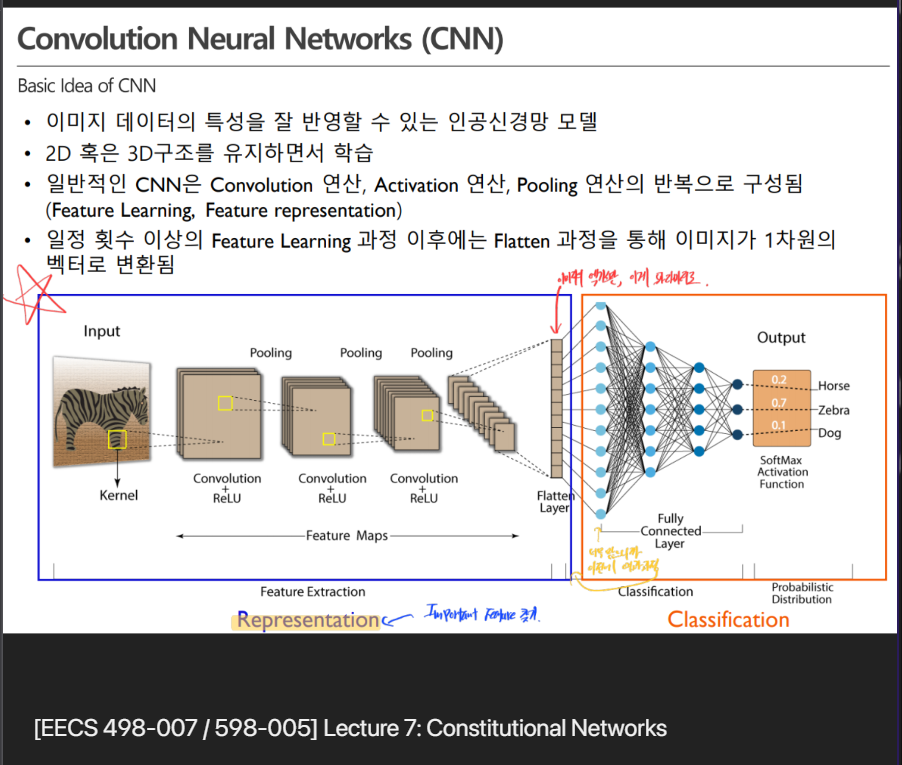 Convolution Neural Networks (CNN)
Basic Idea of CNN
• 이미지 데이터의 특성을 잘 반영할 수 있는 인공신경망 모델
• 2D 혹은 3D구조를 유지하면서 학습
• 일반적인 CNN은 Convolution 연산, Activation 연산, Pooling 연산의 반복으로 구성됨
(Feature Learning, Feature representation)
• 일정 횟수 이상의 Feature Learning 과정 이후에는 Flatten 과정을 통해 이미지가 1차원의
벡터로 변환됨
Input
Pooling
Pooling
Pooling
Output
0.2
Horse
0.7
Zebra
0.1
Dog
Kernel
Convolution
+
ReLU
Convolution
+
ReLU
Convolution
+
ReLU
SoftMax
Activation
Function
Flatten
Layer
Feature Maps
Fully
Connected
Layer
Feature Extraction
Classification
Probabilistic
Distribution
Representation
Important Feature 찾기.
Classification
[EECS 498-007 / 598-005] Lecture 7: Constitutional Networks